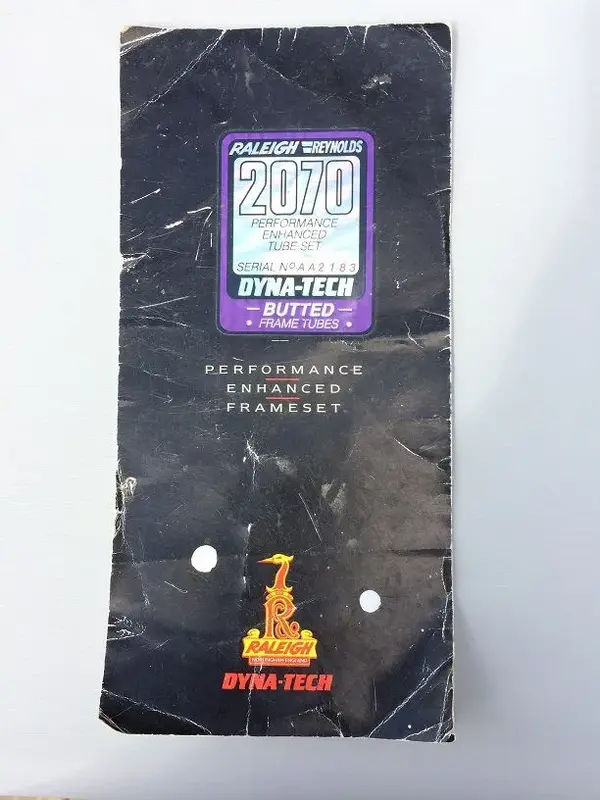 RALEIGH REYNOLDS
2070
PERFORMANCE
ENHANCED
TUBE SET
SERIAL Nº A A 2 1 8 3
DYNA-TECH
– BUTTED –
• FRAME TUBES •
PERFORMANCE
ENHANCED
FRAMESET
R
RALEIGH
NOTTINGHAM ENGLAND
DYNA-TECH